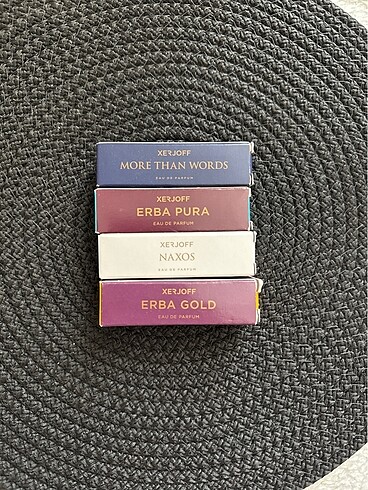 XERJOFF
MORE THAN WORDS
EAU DE PARFUM
XERJOFF
ERBA PURA
EAU DE PARFUM
XERJOFF
NAXOS
EAU DE PARFUM
XERJOFF
ERBA GOLD
EAU DE PARFUM